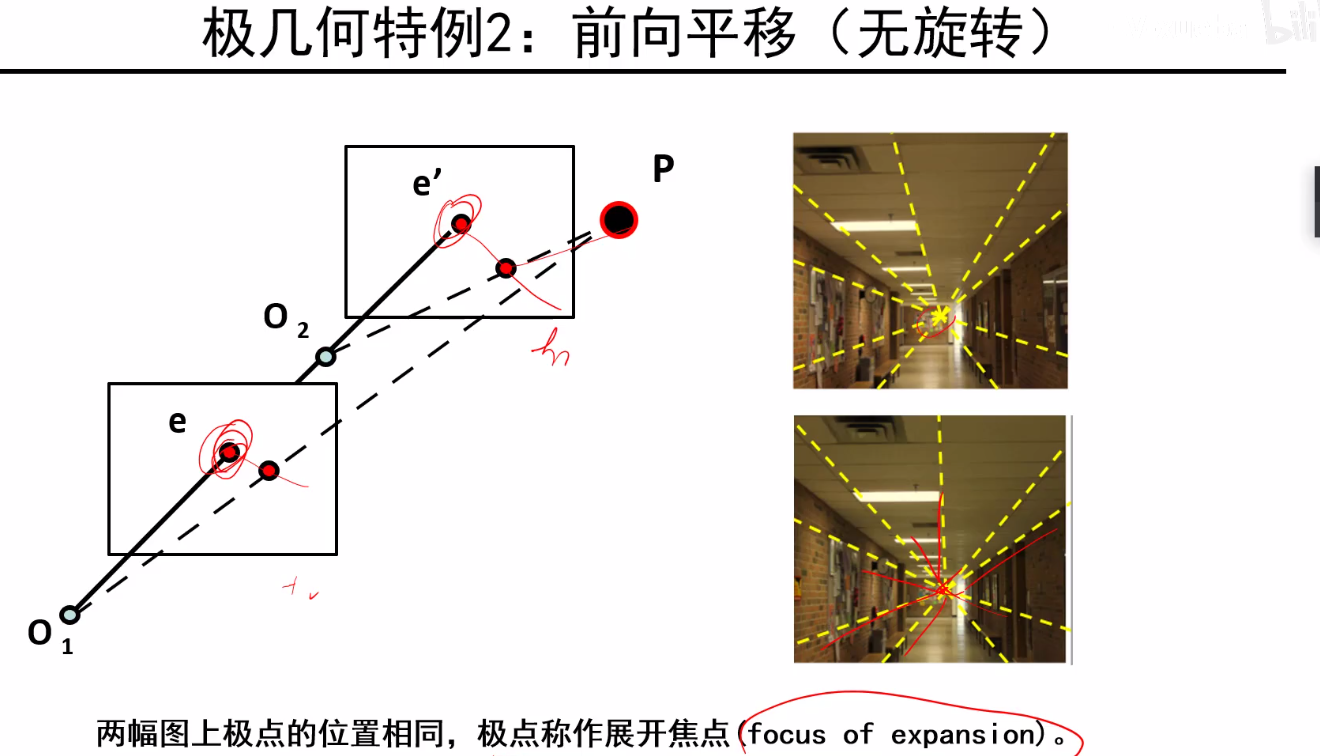 极几何特例2：前向平移（无旋转）
bili
e’
P
O 2
e
O 1
两幅图上极点的位置相同，极点称作展开焦点(focus of expansion)。